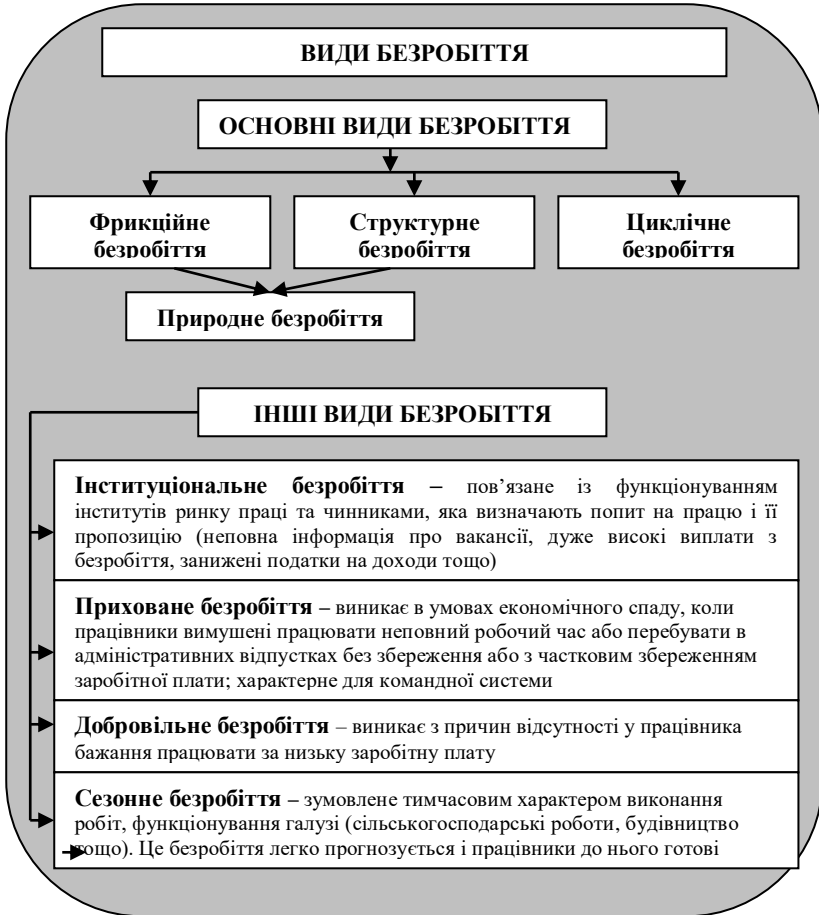 ВИДИ БЕЗРОБІТТЯ
ОСНОВНІ ВИДИ БЕЗРОБІТТЯ
Фрикційне
безробіття
Структурне
безробіття
Циклічне
безробіття
Природне безробіття
ІНШІ ВИДИ БЕЗРОБІТТЯ
Інституціональне безробіття – пов’язане із функціонуванням
інститутів ринку праці та чинниками, яка визначають попит на працю і її
пропозицію (неповна інформація про вакансії, дуже високі виплати з
безробіття, занижені податки на доходи тощо)
Приховане безробіття – виникає в умовах економічного спаду, коли
працівники вимушені працювати неповний робочий час або перебувати в
адміністративних відпустках без збереження або з частковим збереженням
заробітної плати; характерне для командної системи
Добровільне безробіття – виникає з причин відсутності у працівника
бажання працювати за низьку заробітну плату
Сезонне безробіття – зумовлене тимчасовим характером виконання
робіт, функціонування галузі (сільськогосподарські роботи, будівництво
тощо). Це безробіття легко прогнозується і працівники до нього готові